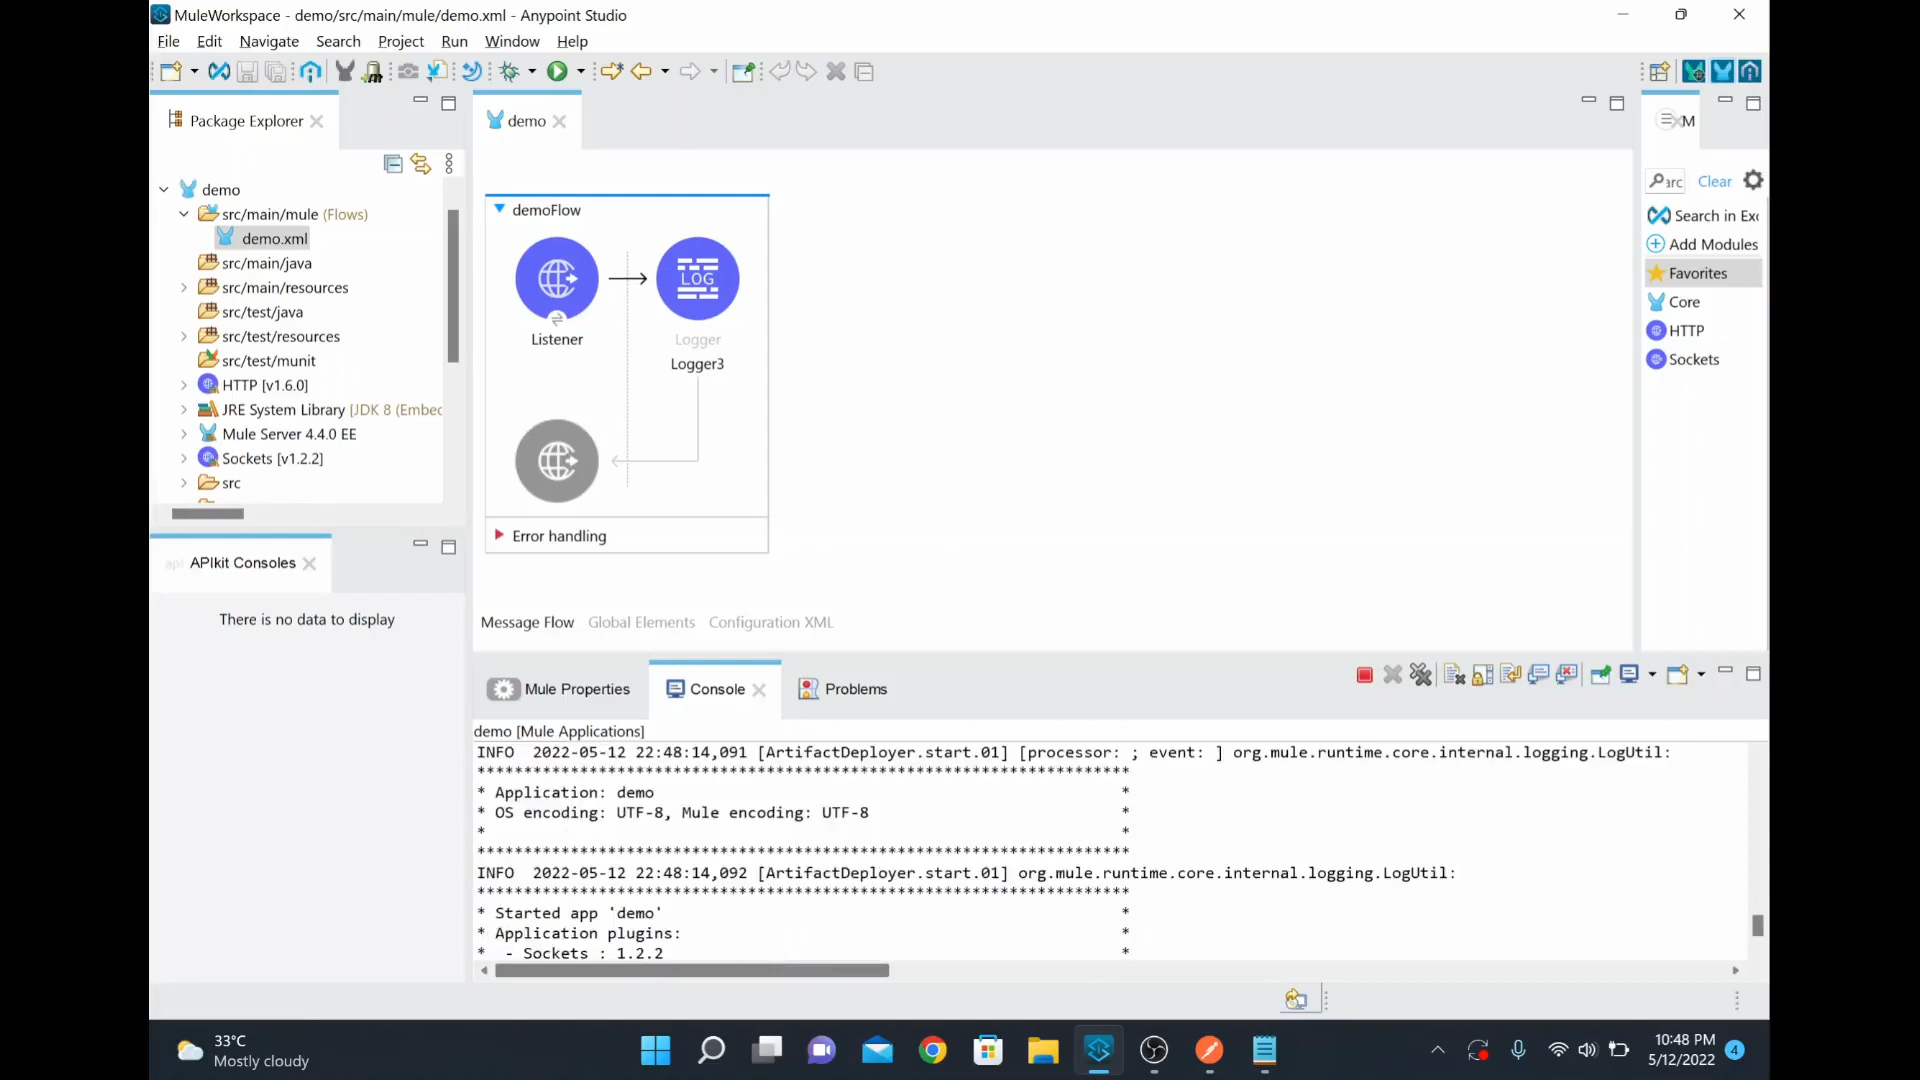 MuleWorkspace - demo/src/main/mule/demo.xml - Anypoint Studio
File Edit Navigate Search Project Run Window Help
Package Explorer
demo
src/main/mule (Flows)
demo.xml
src/main/java
src/main/resources
src/test/java
src/test/resources
src/test/munit
HTTP [v1.6.0]
JRE System Library [JDK 8 (Embec
Mule Server 4.4.0 EE
Sockets [v1.2.2]
src
api APIkit Consoles
There is no data to display
demo
demoFlow
LOG
Listener
Logger
Logger3
Error handling
Message Flow Global Elements Configuration XML
M
arc Clear
Search in Exc
Add Modules
Favorites
Core
HTTP
Sockets
Mule Properties Console Problems
demo [Mule Applications]
INFO  2022-05-12 22:48:14,091 [ArtifactDeployer.start.01] [processor: ; event: ] org.mule.runtime.core.internal.logging.LogUtil:
**********************************************************************
* Application: demo *
* OS encoding: UTF-8, Mule encoding: UTF-8 *
* *
**********************************************************************
INFO  2022-05-12 22:48:14,092 [ArtifactDeployer.start.01] org.mule.runtime.core.internal.logging.LogUtil:
**********************************************************************
* Started app 'demo' *
* Application plugins: *
*  - Sockets : 1.2.2 *
33°C
Mostly cloudy
10:48 PM
5/12/2022
4